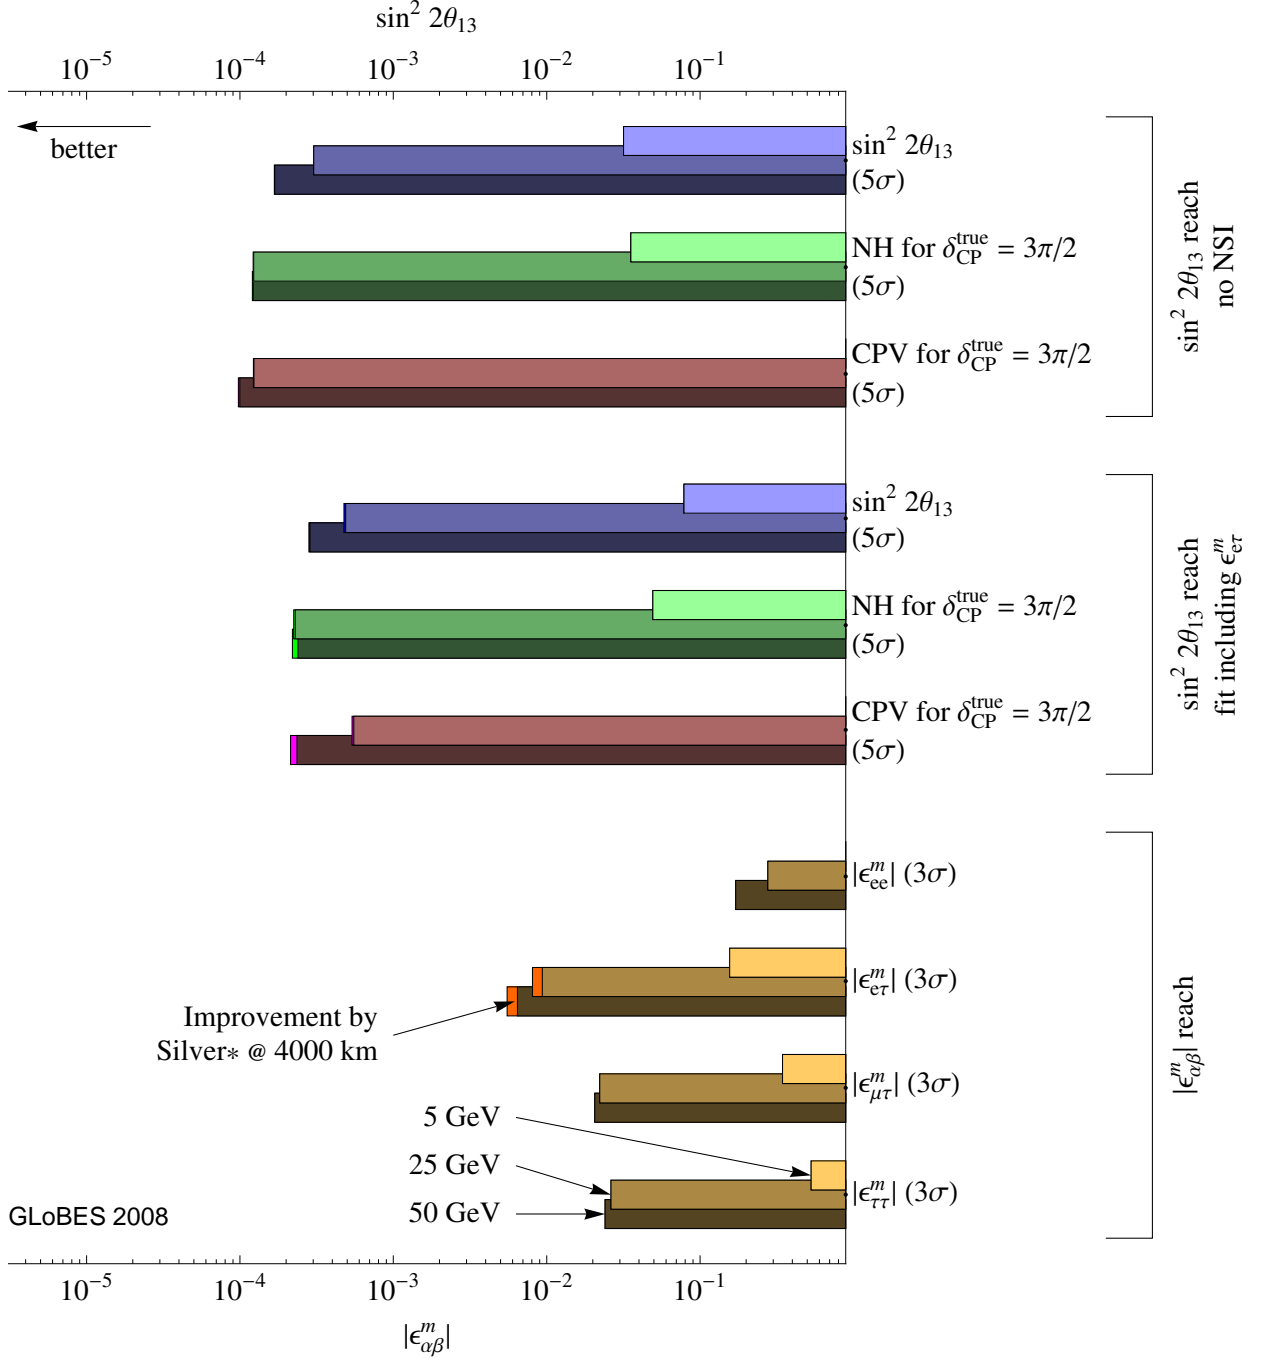 sin² 2θ₁₃
10⁻⁵ 10⁻⁴ 10⁻³ 10⁻² 10⁻¹
better
sin² 2θ₁₃
(5σ)
NH for δ_CP^true = 3π/2
(5σ)
CPV for δ_CP^true = 3π/2
(5σ)
sin² 2θ₁₃ reach
no NSI
sin² 2θ₁₃
(5σ)
NH for δ_CP^true = 3π/2
(5σ)
CPV for δ_CP^true = 3π/2
(5σ)
sin² 2θ₁₃ reach
fit including ϵ_eτ^m
|ϵ_ee^m| (3σ)
|ϵ_eτ^m| (3σ)
Improvement by
Silver* @ 4000 km
|ϵ_μτ^m| (3σ)
5 GeV
25 GeV
50 GeV
|ϵ_ττ^m| (3σ)
|ϵ_αβ^m| reach
GLoBES 2008
10⁻⁵ 10⁻⁴ 10⁻³ 10⁻² 10⁻¹
|ϵ_αβ^m|